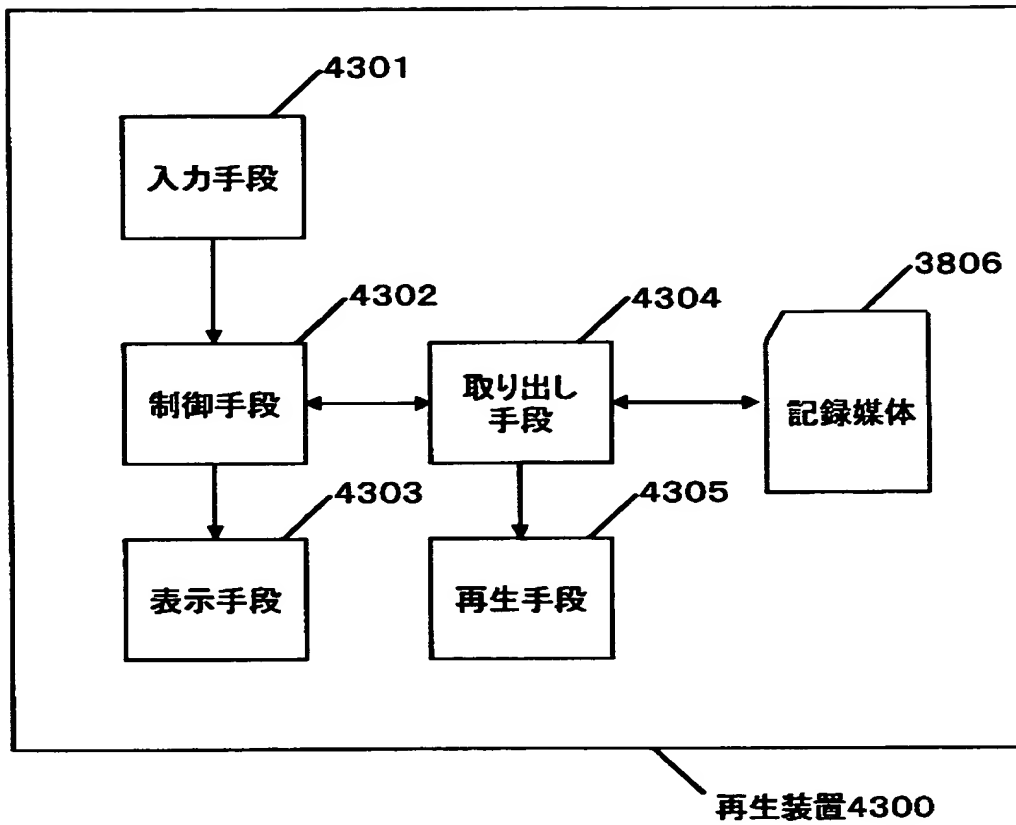 4301
入力手段
4302
制御手段
4304
取り出し
手段
3806
記録媒体
4303
表示手段
4305
再生手段
再生装置4300